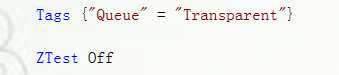 Tags {"Queue" = "Transparent"}
ZTest Off